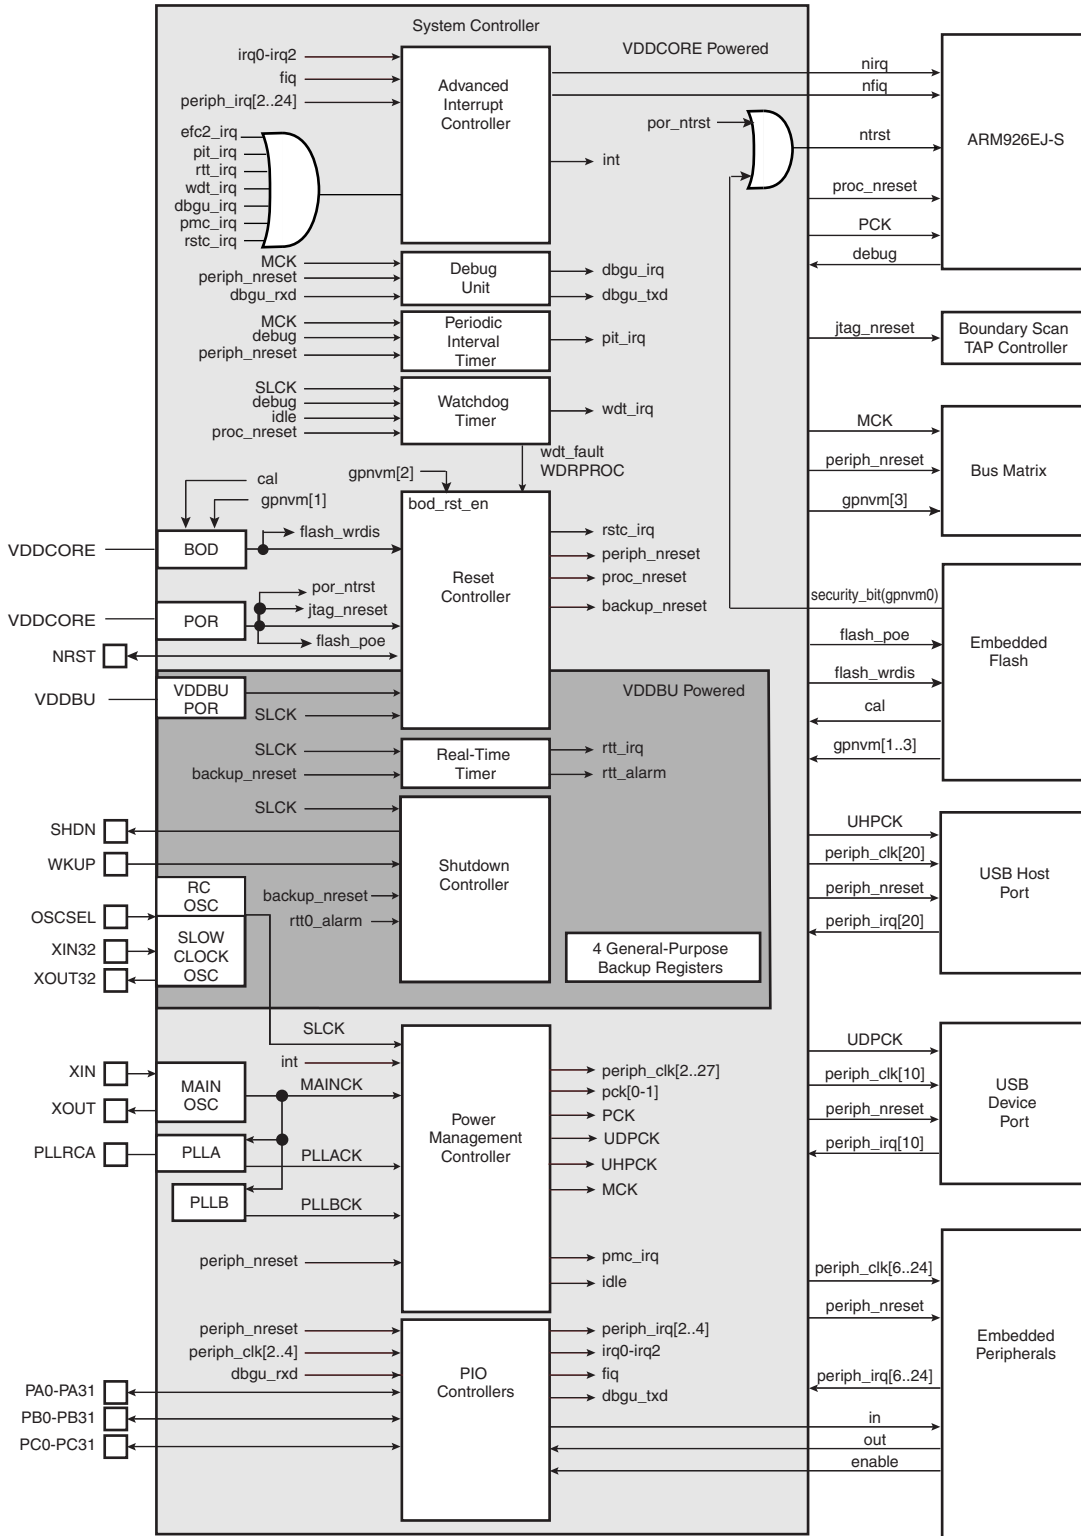 System Controller
VDDCORE Powered
irq0-irq2
fiq
periph_irq[2..24]
efc2_irq
pit_irq
rtt_irq
wdt_irq
dbgu_irq
pmc_irq
rstc_irq
Advanced
Interrupt
Controller
int
por_ntrst
nirq
nfiq
ntrst
proc_nreset
PCK
debug
ARM926EJ-S
MCK
periph_nreset
dbgu_rxd
Debug
Unit
dbgu_irq
dbgu_txd
MCK
debug
periph_nreset
Periodic
Interval
Timer
pit_irq
jtag_nreset
Boundary Scan
TAP Controller
SLCK
debug
idle
proc_nreset
Watchdog
Timer
wdt_irq
wdt_fault
WDRPROC
MCK
periph_nreset
gpnvm[3]
Bus Matrix
gpnvm[2]
cal
gpnvm[1]
bod_rst_en
VDDCORE
BOD
flash_wrdis
Reset
Controller
rstc_irq
periph_nreset
proc_nreset
backup_nreset
VDDCORE
POR
por_ntrst
jtag_nreset
flash_poe
NRST
security_bit(gpnvm0)
flash_poe
flash_wrdis
cal
gpnvm[1..3]
Embedded
Flash
VDDBU
VDDBU
POR
SLCK
VDDBU Powered
SLCK
backup_nreset
Real-Time
Timer
rtt_irq
rtt_alarm
SLCK
SHDN
WKUP
backup_nreset
rtt0_alarm
Shutdown
Controller
4 General-Purpose
Backup Registers
RC
OSC
OSCSEL
XIN32
XOUT32
SLOW
CLOCK
OSC
UHPCK
periph_clk[20]
periph_nreset
periph_irq[20]
USB Host
Port
SLCK
int
MAINCK
XIN
XOUT
MAIN
OSC
PLLRCA
PLLA
PLLACK
PLLB
PLLBCK
periph_nreset
Power
Management
Controller
periph_clk[2..27]
pck[0-1]
PCK
UDPCK
UHPCK
MCK
pmc_irq
idle
UDPCK
periph_clk[10]
periph_nreset
periph_irq[10]
USB
Device
Port
periph_nreset
periph_clk[2..4]
dbgu_rxd
PA0-PA31
PB0-PB31
PC0-PC31
PIO
Controllers
periph_irq[2..4]
irq0-irq2
fiq
dbgu_txd
periph_clk[6..24]
periph_nreset
periph_irq[6..24]
in
out
enable
Embedded
Peripherals